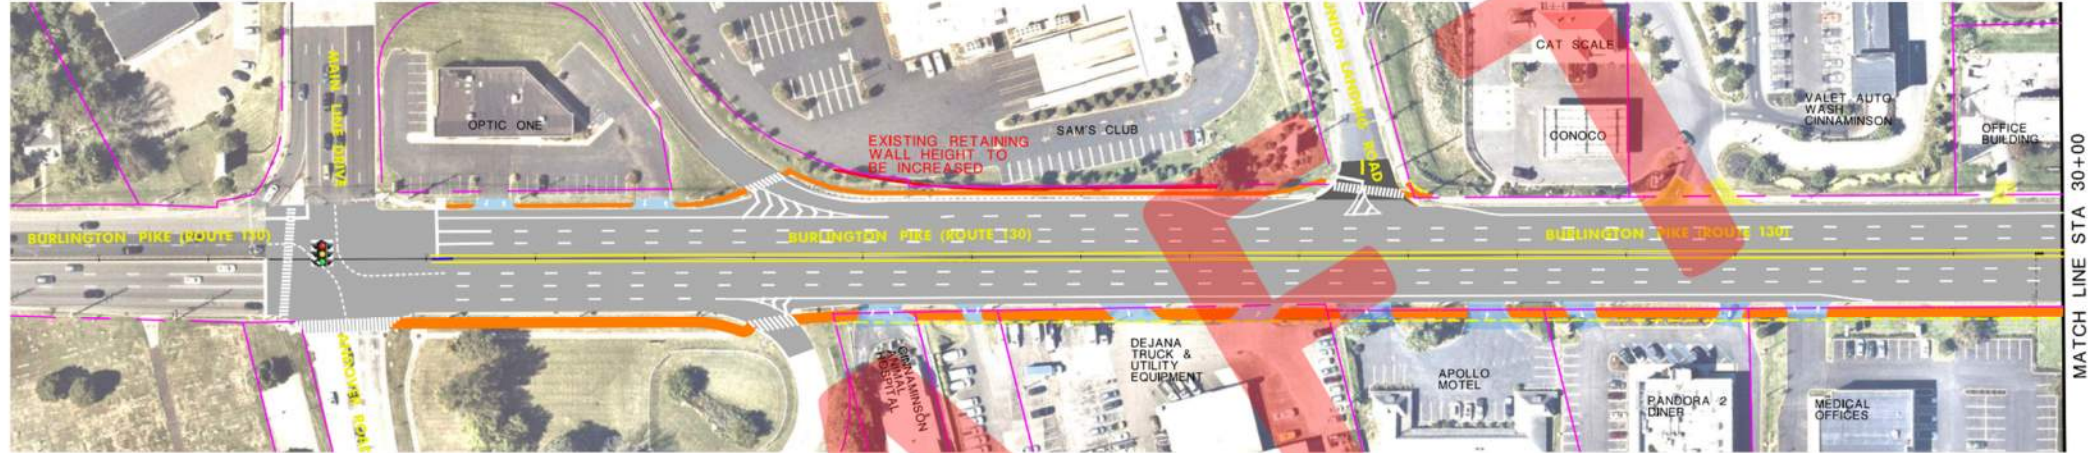 MAIN LINE DRIVE
OPTIC ONE
EXISTING RETAINING
WALL HEIGHT TO
BE INCREASED
SAM'S CLUB
UNION LANDING ROAD
CAT SCALE
CONOCO
VALET AUTO
WASH
CINNAMINSON
OFFICE
BUILDING
BURLINGTON PIKE (ROUTE 130)
BURLINGTON PIKE (ROUTE 130)
BURLINGTON PIKE (ROUTE 130)
CINNAMINSON
ANIMAL
HOSPITAL
DEJANA
TRUCK &
UTILITY
EQUIPMENT
APOLLO
MOTEL
PANDORA 2
DINER
MEDICAL
OFFICES
MATCH LINE STA 30+00